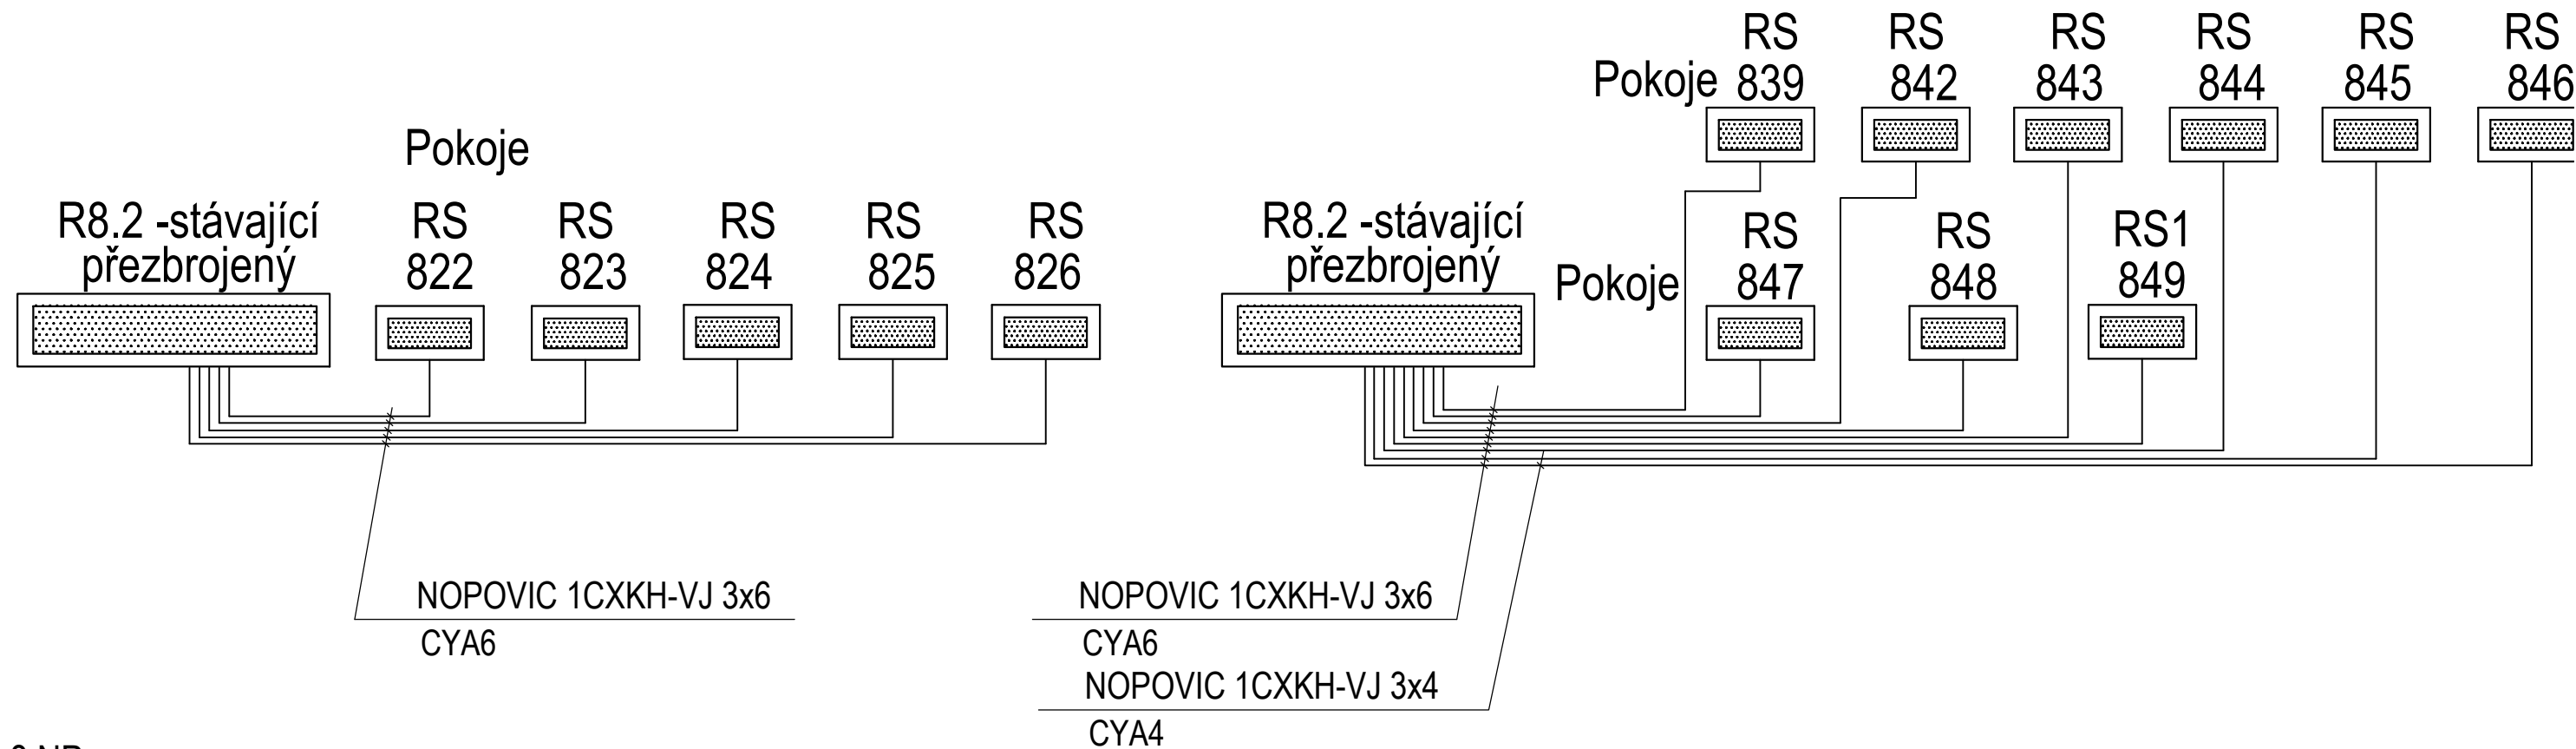 Pokoje
R8.2 -stávající
přezbrojený
RS
822
RS
823
RS
824
RS
825
RS
826
NOPOVIC 1CXKH-VJ 3x6
CYA6
Pokoje
RS
839
RS
842
RS
843
RS
844
RS
845
RS
846
R8.2 -stávající
přezbrojený
Pokoje
RS
847
RS
848
RS1
849
NOPOVIC 1CXKH-VJ 3x6
CYA6
NOPOVIC 1CXKH-VJ 3x4
CYA4